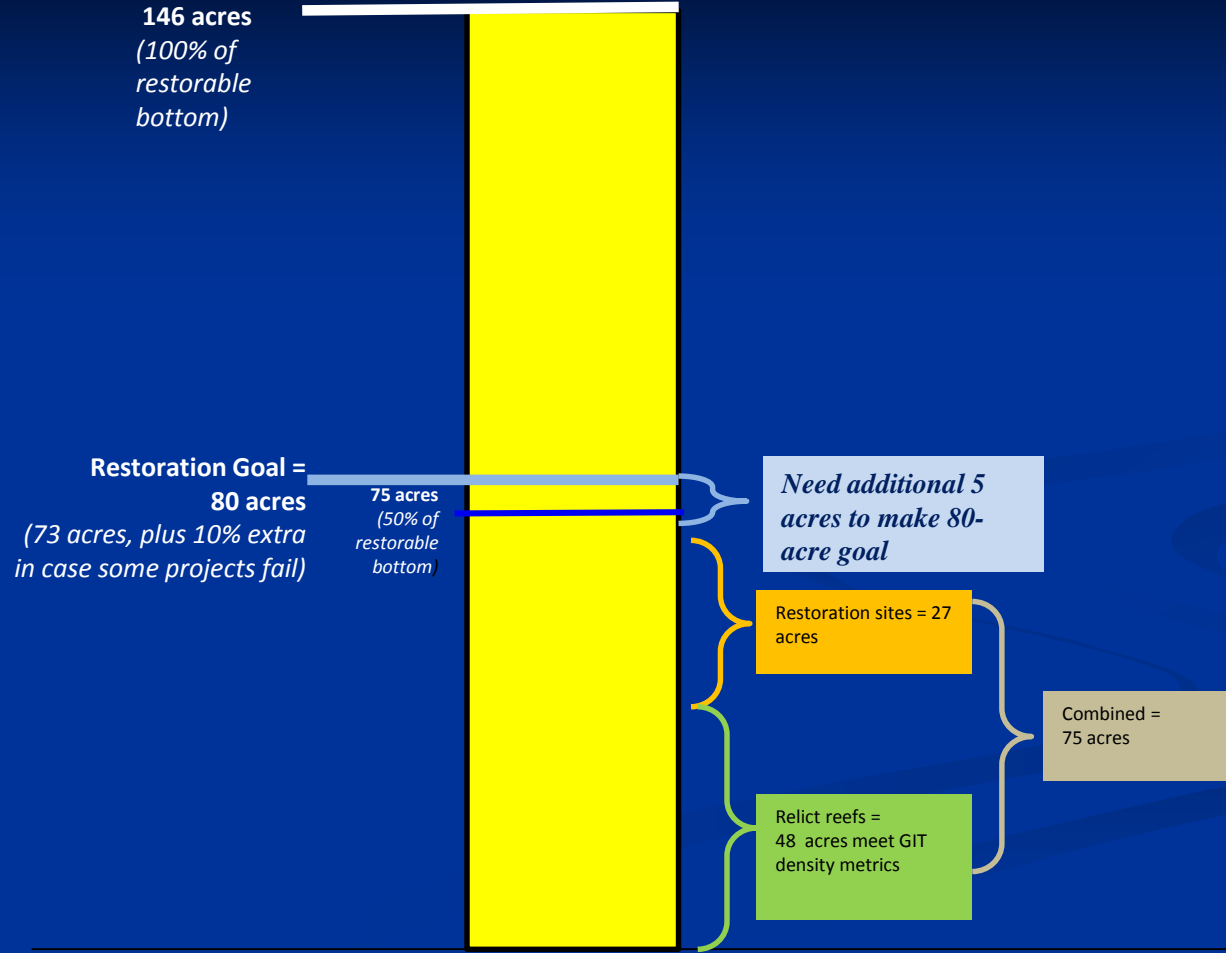 146 acres
(100% of
restorable
bottom)
Restoration Goal =
80 acres
(73 acres, plus 10% extra
in case some projects fail)
75 acres
(50% of
restorable
bottom)
Need additional 5
acres to make 80-
acre goal
Restoration sites = 27
acres
Combined =
75 acres
Relict reefs =
48 acres meet GIT
density metrics